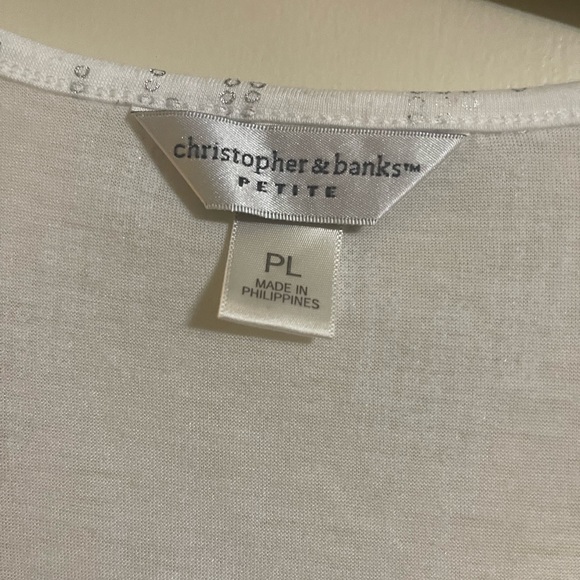 christopher & banks™
PETITE
PL
MADE IN
PHILIPPINES